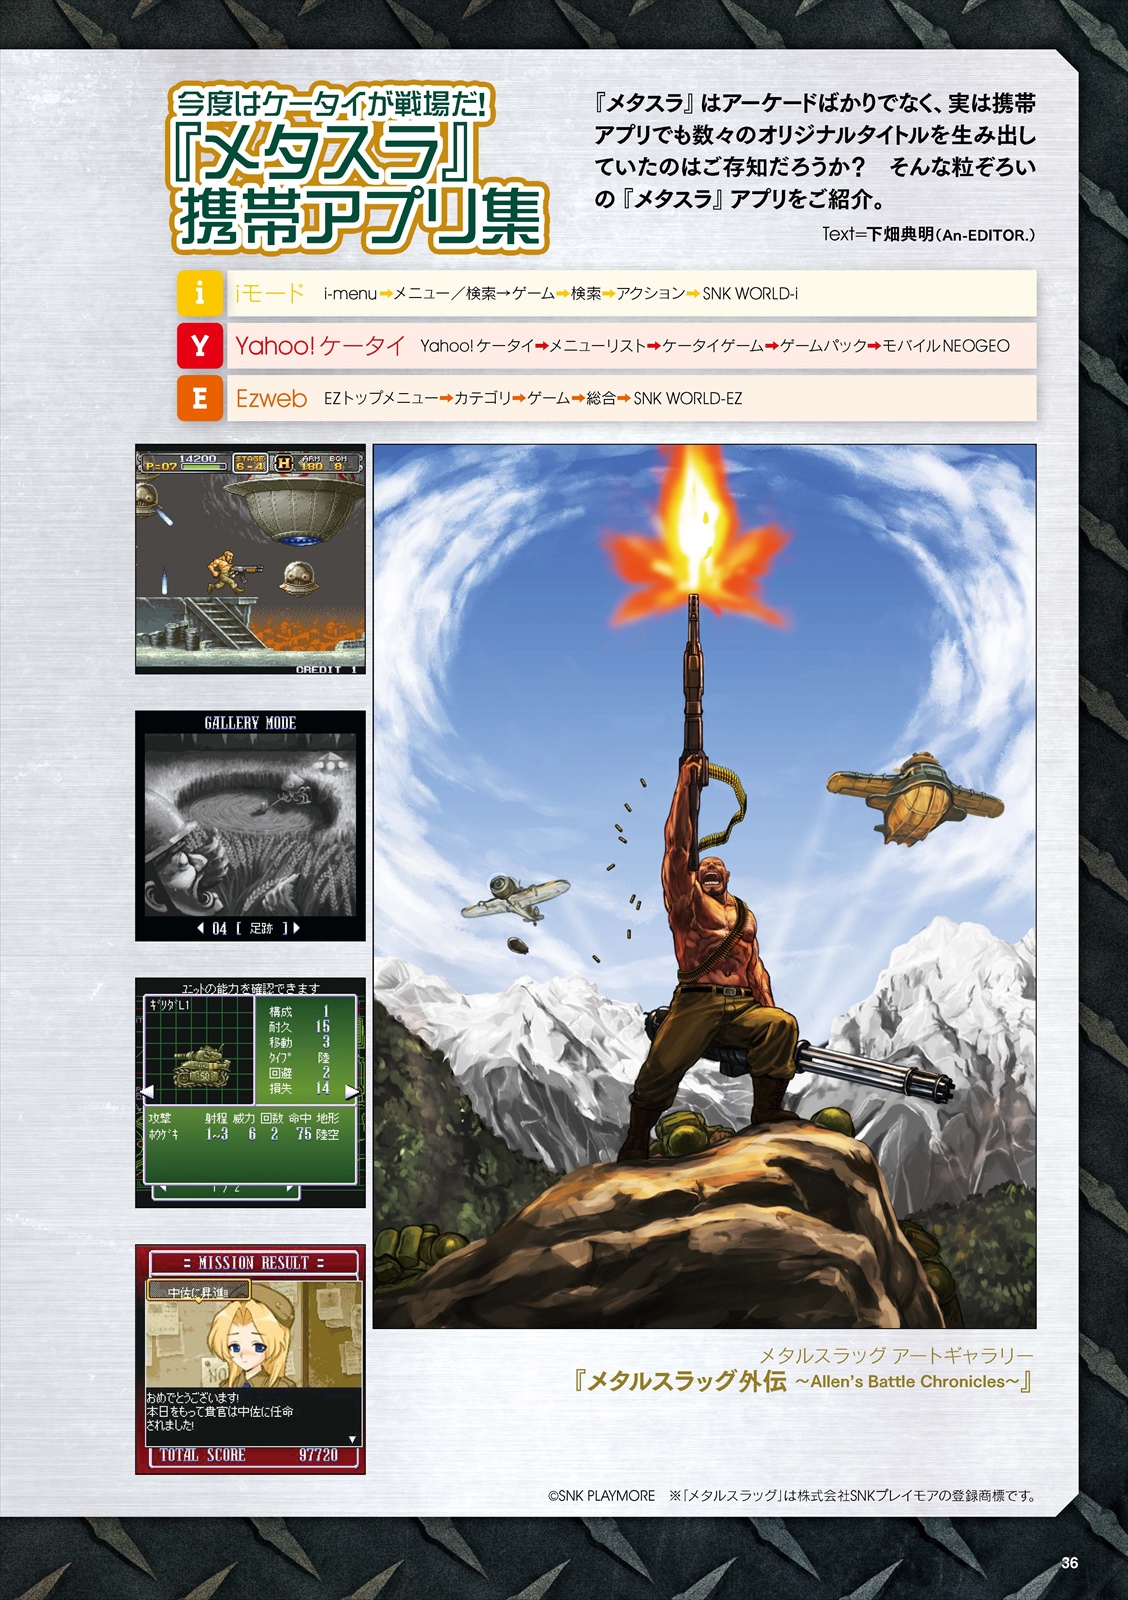 今度はケータイが戦場だ!
『メタスラ』
携帯アプリ集
『メタスラ』はアーケードばかりでなく、実は携帯
アプリでも数々のオリジナルタイトルを生み出し
ていたのはご存知だろうか？　そんな粒ぞろい
の『メタスラ』アプリをご紹介。
Text=下畑典明(An-EDITOR.)
i iモード i-menu➡メニュー／検索→ゲーム➡検索➡アクション➡SNK WORLD-i
Y Yahoo!ケータイ Yahoo!ケータイ➡メニューリスト➡ケータイゲーム➡ゲームパック➡モバイルNEOGEO
E Ezweb EZトップメニュー➡カテゴリ➡ゲーム➡総合➡SNK WORLD-EZ
14200 STAGE ARM BOM
P=07 6-4 H 180 8
CREDIT 1
GALLERY MODE
04 [ 足跡 ]
ユニットの能力を確認できます
ギリダL1
構成 1
耐久 15
移動 3
タイプ 陸
回避 2
損失 14
攻撃 射程 威力 回数 命中 地形
ホウゲキ 1~3 6 2 75 陸空
1 / 2
= MISSION RESULT =
中佐に昇進!!
おめでとうございます!
本日をもって貴官は中佐に任命
されました!
TOTAL SCORE 97720
メタルスラッグ アートギャラリー
『メタルスラッグ外伝 ～Allen's Battle Chronicles～』
©SNK PLAYMORE　※「メタルスラッグ」は株式会社SNKプレイモアの登録商標です。
36